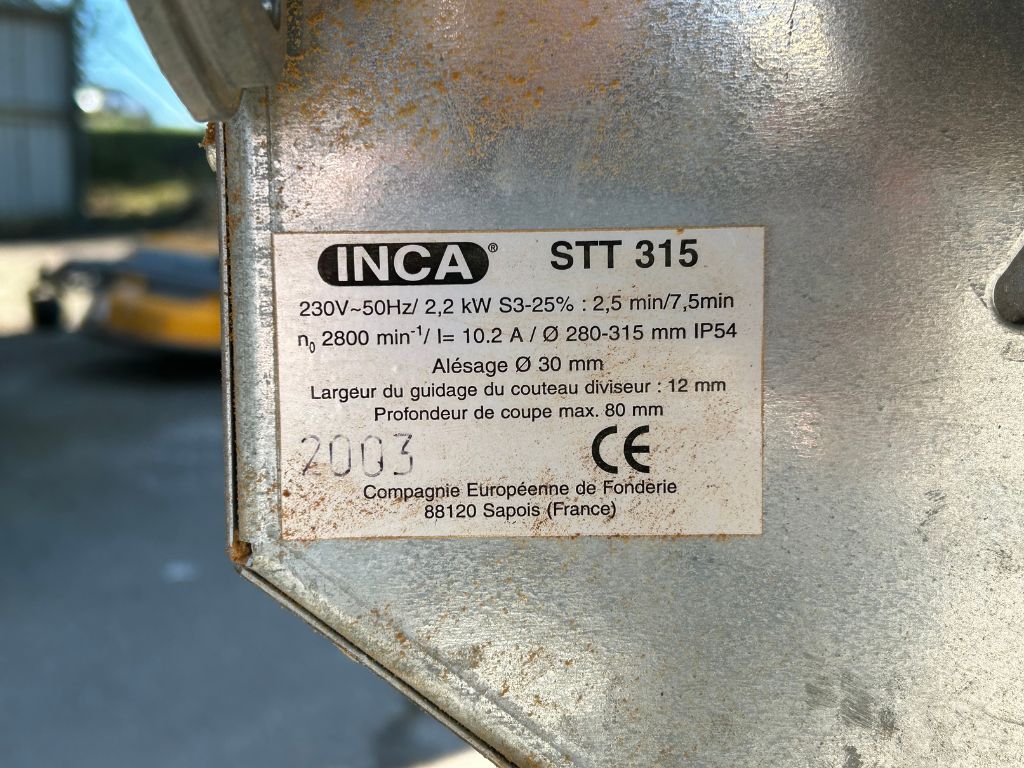 INCA® STT 315
230V~50Hz/ 2,2 kW S3-25% : 2,5 min/7,5min
n₀ 2800 min⁻¹/ I= 10.2 A / Ø 280-315 mm IP54
Alésage Ø 30 mm
Largeur du guidage du couteau diviseur : 12 mm
Profondeur de coupe max. 80 mm
2003 CE
Compagnie Européenne de Fonderie
88120 Sapois (France)